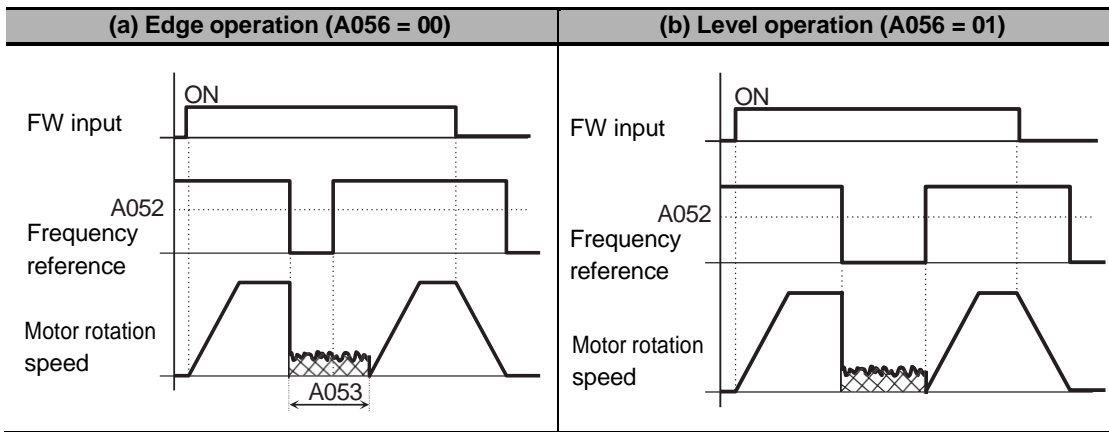 (a) Edge operation (A056 = 00)
ON
FW input
A052
Frequency
reference
Motor rotation
speed
A053
(b) Level operation (A056 = 01)
ON
FW input
A052
Frequency
reference
Motor rotation
speed